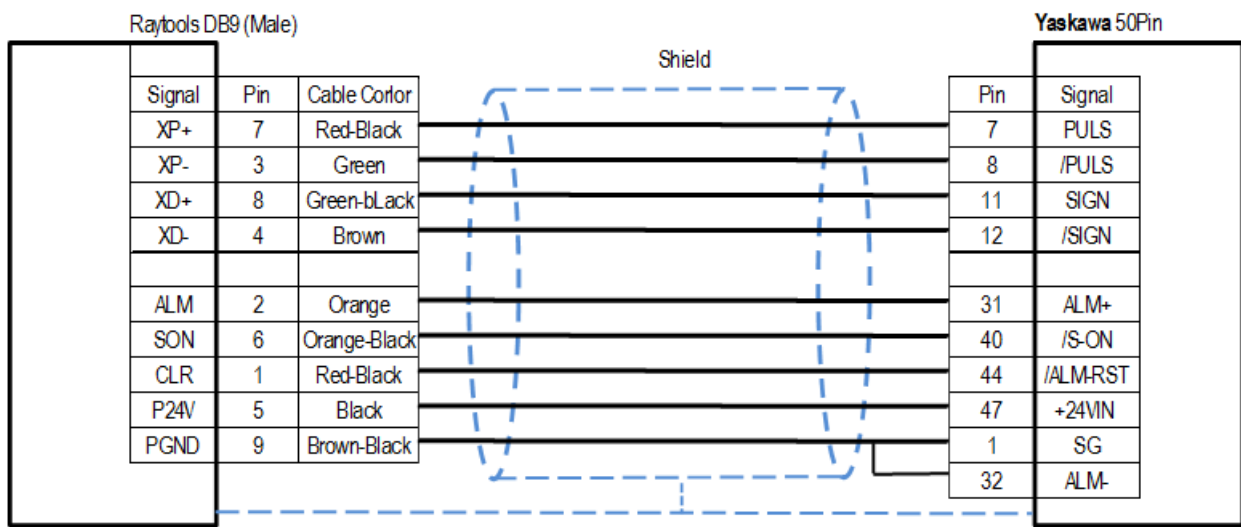 Raytools DB9 (Male) Yaskawa 50Pin
Shield
Signal Pin Cable Corlor Pin Signal
XP+ 7 Red-Black 7 PULS
XP- 3 Green 8 /PULS
XD+ 8 Green-bLack 11 SIGN
XD- 4 Brown 12 /SIGN
ALM 2 Orange 31 ALM+
SON 6 Orange-Black 40 /S-ON
CLR 1 Red-Black 44 /ALM-RST
P24V 5 Black 47 +24VIN
PGND 9 Brown-Black 1 SG
32 ALM-